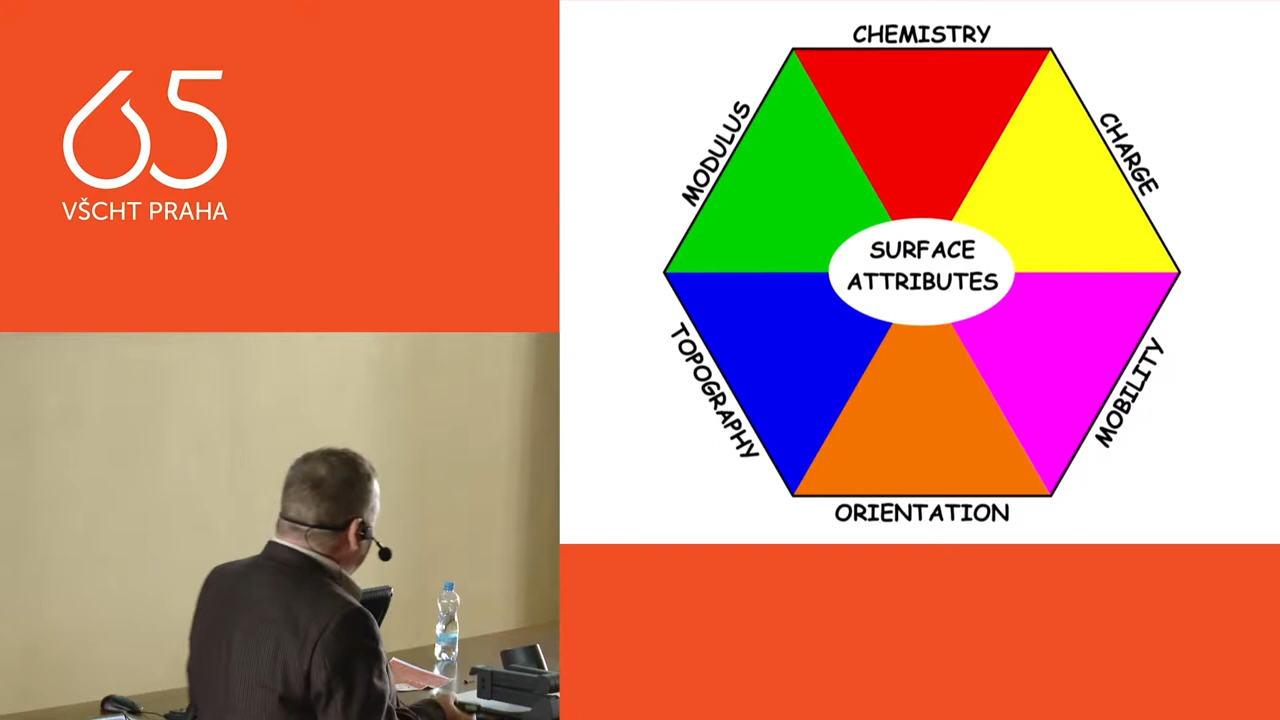 65
VŠCHT PRAHA
CHEMISTRY
MODULUS
CHARGE
SURFACE
ATTRIBUTES
TOPOGRAPHY
MOBILITY
ORIENTATION